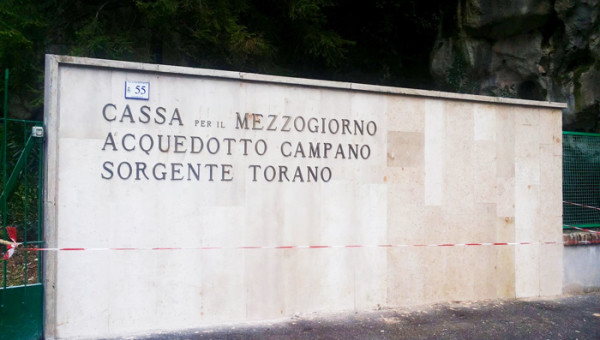 55
CASSA PER IL MEZZOGIORNO
ACQUEDOTTO CAMPANO
SORGENTE TORANO